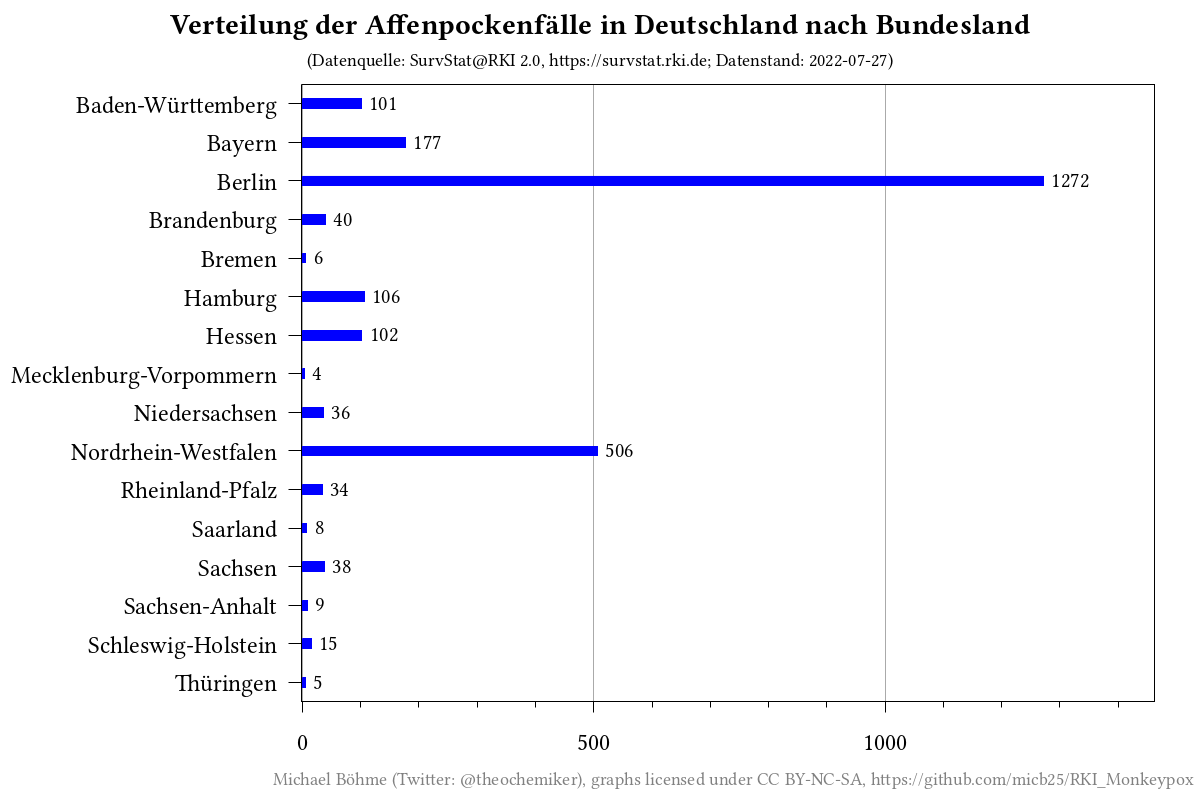 Verteilung der Affenpockenfälle in Deutschland nach Bundesland
(Datenquelle: SurvStat@RKI 2.0, https://survstat.rki.de; Datenstand: 2022-07-27)
Baden-Württemberg 101
Bayern 177
Berlin 1272
Brandenburg 40
Bremen 6
Hamburg 106
Hessen 102
Mecklenburg-Vorpommern 4
Niedersachsen 36
Nordrhein-Westfalen 506
Rheinland-Pfalz 34
Saarland 8
Sachsen 38
Sachsen-Anhalt 9
Schleswig-Holstein 15
Thüringen 5
0 500 1000
Michael Böhme (Twitter: @theochemiker), graphs licensed under CC BY-NC-SA, https://github.com/micb25/RKI_Monkeypox